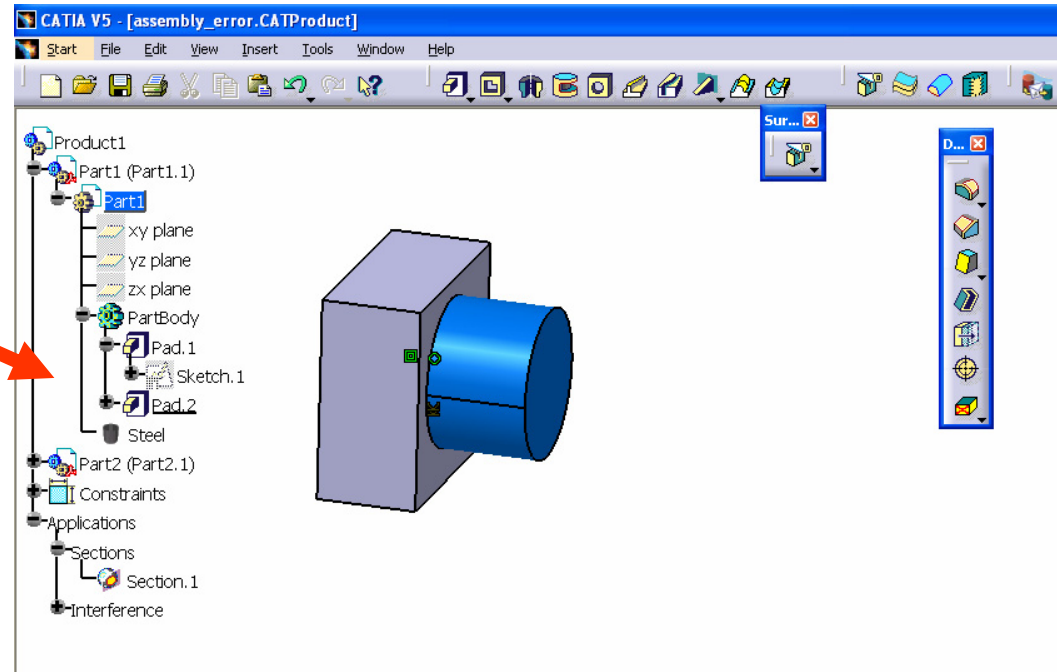 CATIA V5 - [assembly_error.CATProduct]
Start File Edit View Insert Tools Window Help
Sur...
D...
Product1
Part1 (Part1.1)
Part1
xy plane
yz plane
zx plane
PartBody
Pad.1
Sketch.1
Pad.2
Steel
Part2 (Part2.1)
Constraints
Applications
Sections
Section.1
Interference